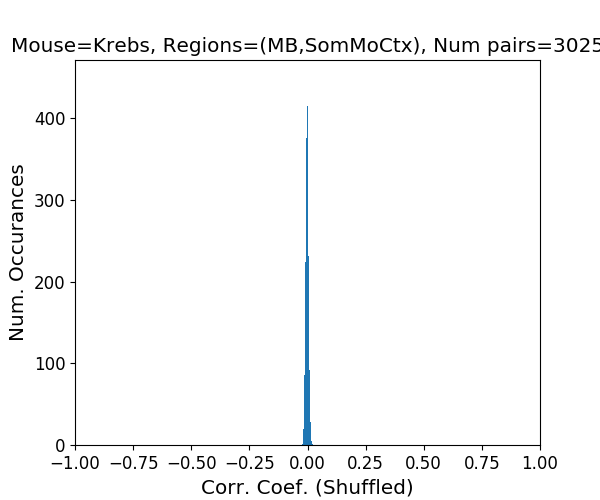 Mouse=Krebs, Regions=(MB,SomMoCtx), Num pairs=3025
Num. Occurances
400
300
200
100
0
−1.00 −0.75 −0.50 −0.25 0.00 0.25 0.50 0.75 1.00
Corr. Coef. (Shuffled)